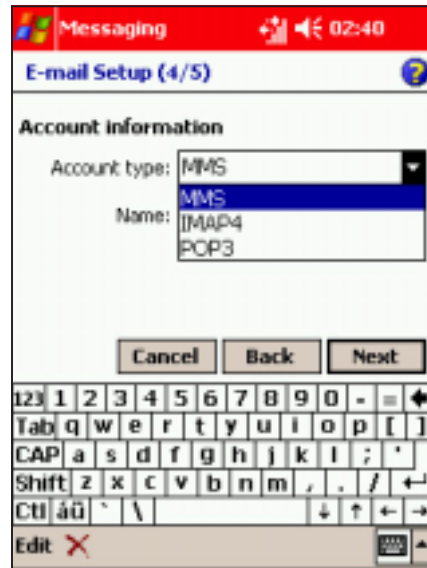 Messaging 02:40
E-mail Setup (4/5) ?
Account information
Account type: MMS
MMS
Name: IMAP4
POP3
Cancel Back Next
123 1 2 3 4 5 6 7 8 9 0 - =
Tab q w e r t y u i o p [ ]
CAP a s d f g h j k l ; '
Shift z x c v b n m , . /
Ctl áü ` \
Edit